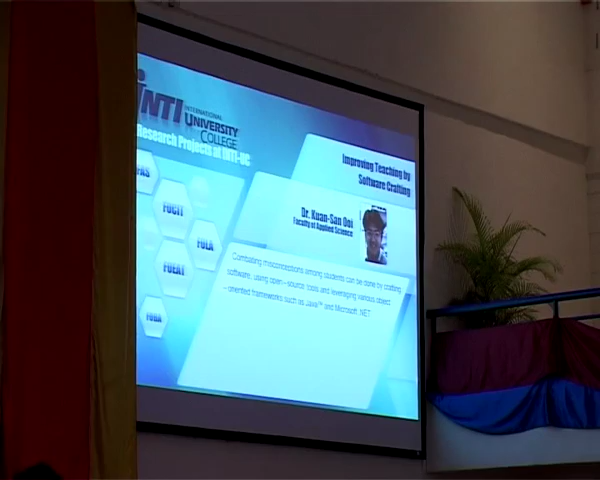 INTI
INTERNATIONAL
UNIVERSITY
COLLEGE
Research Projects at INTI-UC
Improving Teaching by
Software Crafting
FAS
FOCIT
FOLA
FOEAT
FOBA
Dr. Kuan-San Ooi
Faculty of Applied Science
Combating misconceptions among students can be done by crafting
software, using open-source tools and leveraging various object
-oriented frameworks such as Java™ and Microsoft .NET